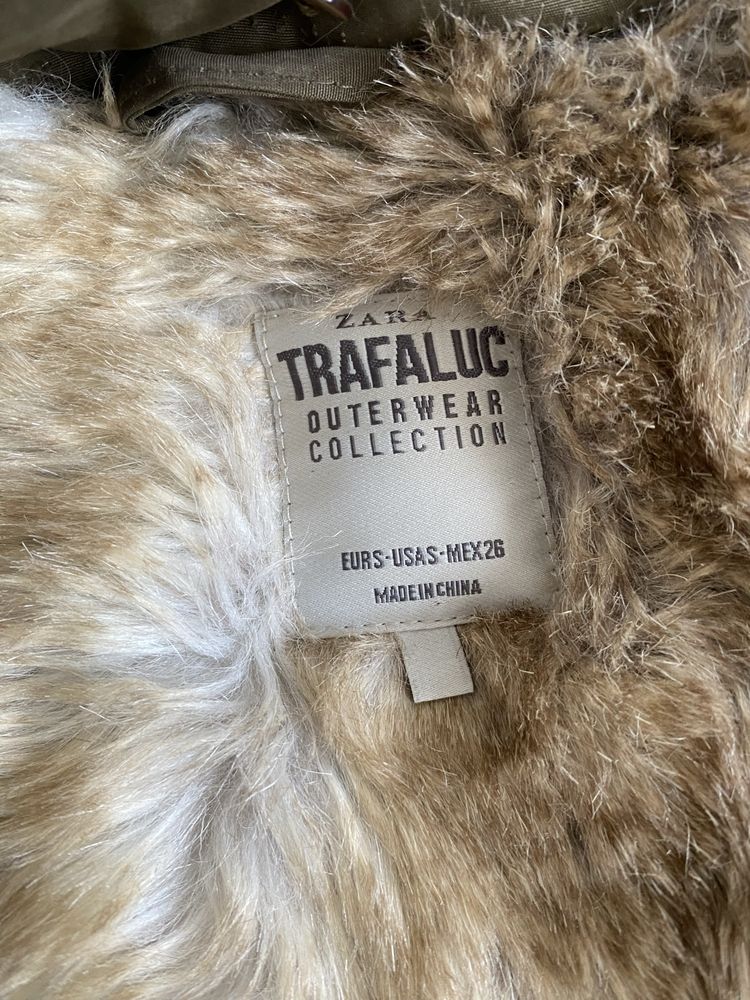 ZARA
TRAFALUC
OUTERWEAR
COLLECTION
EURS-USAS-MEX26
MADE IN CHINA